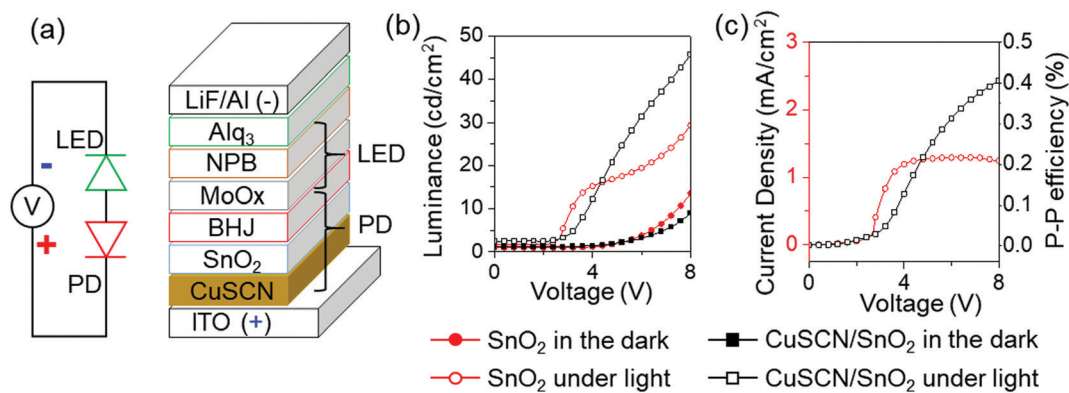 (a)
LED
-
V
+
PD
LiF/Al (-)
Alq3
NPB
MoOx
BHJ
SnO2
CuSCN
ITO (+)
LED
PD
(b)
Luminance (cd/cm2)
50
40
30
20
10
0
0
4
8
Voltage (V)
(c)
Current Density (mA/cm2)
3
2
1
0
0
4
8
Voltage (V)
0.5
0.4
0.3
0.2
0.1
0.0
P-P efficiency (%)
SnO2 in the dark
CuSCN/SnO2 in the dark
SnO2 under light
CuSCN/SnO2 under light